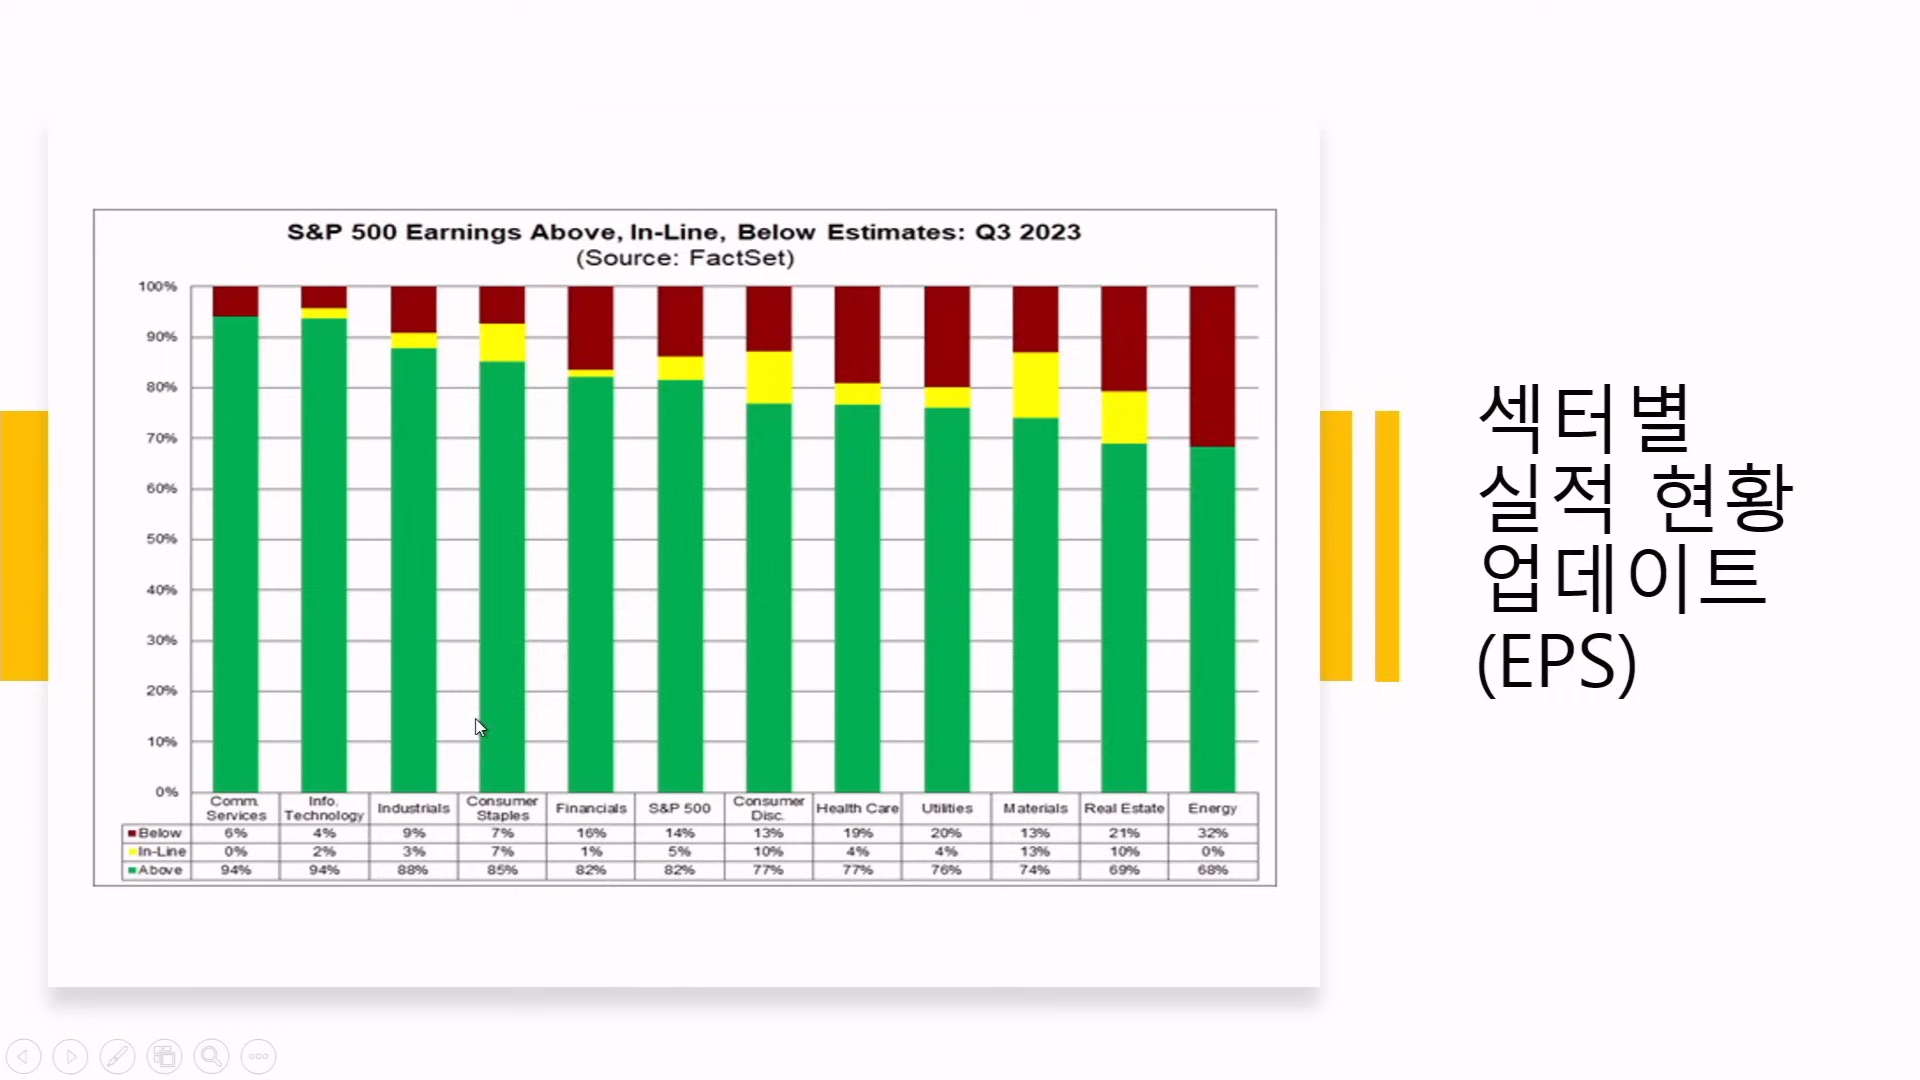 S&P 500 Earnings Above, In-Line, Below Estimates: Q3 2023
(Source: FactSet)
100%
90%
80%
70%
60%
50%
40%
30%
20%
10%
0%
Comm. Services Info. Technology Industrials Consumer Staples Financials S&P 500 Consumer Disc. Health Care Utilities Materials Real Estate Energy
Below 6% 4% 9% 7% 16% 14% 13% 19% 20% 13% 21% 32%
In-Line 0% 2% 3% 7% 1% 5% 10% 4% 4% 13% 10% 0%
Above 94% 94% 88% 85% 82% 82% 77% 77% 76% 74% 69% 68%
섹터별
실적 현황
업데이트
(EPS)